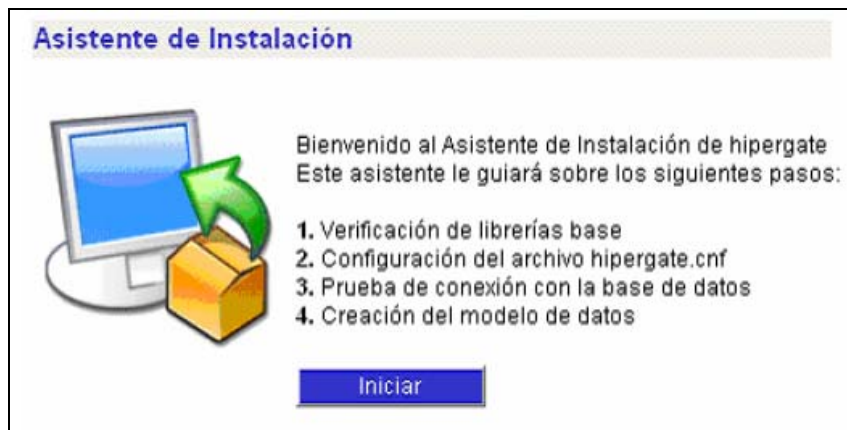 Asistente de Instalación
Bienvenido al Asistente de Instalación de hipergate
Este asistente le guiará sobre los siguientes pasos:
1. Verificación de librerías base
2. Configuración del archivo hipergate.cnf
3. Prueba de conexión con la base de datos
4. Creación del modelo de datos
Iniciar